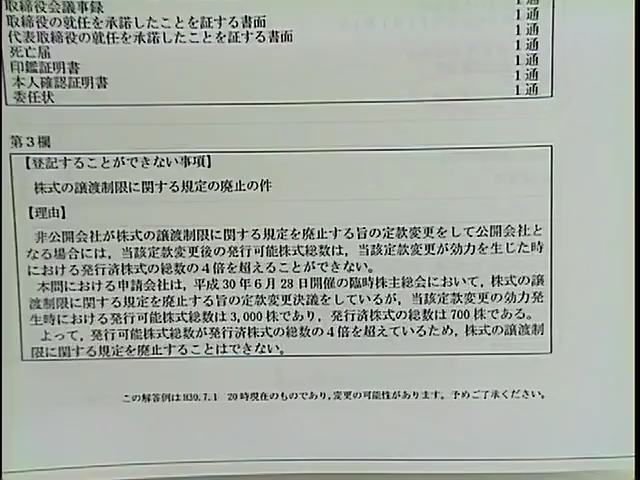 取締役会議事録 1通
取締役の就任を承諾したことを証する書面 1通
代表取締役の就任を承諾したことを証する書面 1通
死亡届 1通
印鑑証明書 1通
本人確認証明書 1通
委任状 1通
第3欄
【登記することができない事項】
株式の譲渡制限に関する規定の廃止の件
【理由】
非公開会社が株式の譲渡制限に関する規定を廃止する旨の定款変更をして公開会社と
なる場合には，当該定款変更後の発行可能株式総数は，当該定款変更が効力を生じた時
における発行済株式の総数の4倍を超えることができない。
本問における申請会社は，平成30年6月28日開催の臨時株主総会において，株式の譲
渡制限に関する規定を廃止する旨の定款変更決議をしているが，当該定款変更の効力発
生時における発行可能株式総数は3,000株であり，発行済株式の総数は700株である。
よって，発行可能株式総数が発行済株式の総数の4倍を超えているため，株式の譲渡制
限に関する規定を廃止することはできない。
この解答例はH30.7.1 20時現在のものであり，変更の可能性があります。予めご了承ください。